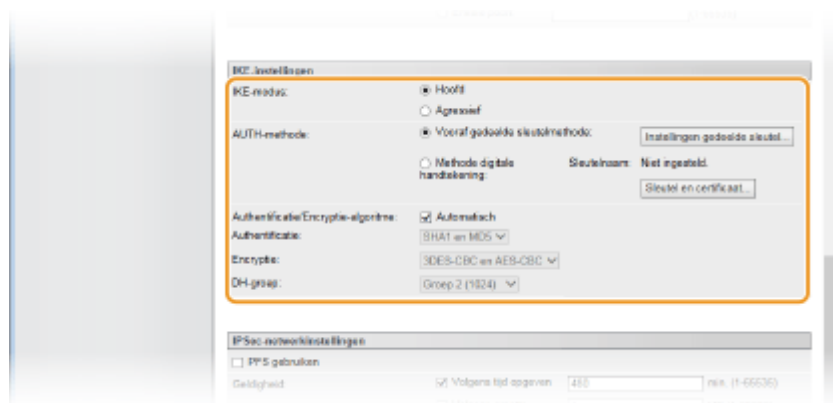 IKE-instellingen
IKE-modus:
Hoofd
Agressief
AUTH-methode:
Vooraf gedeelde sleutelmethode:
Instellingen gedeelde sleutel...
Methode digitale handtekening:
Sleutelnaam: Niet ingesteld.
Sleutel en certificaat...
Authentificatie/Encryptie-algoritme: Automatisch
Authentificatie: SHA1 en MD5
Encryptie: 3DES-CBC en AES-CBC
DH-groep: Groep 2 (1024)
IPSec-netwerkinstellingen
PFS gebruiken
Geldigheid Volgens tijd opgeven 480 min. (1-65535)